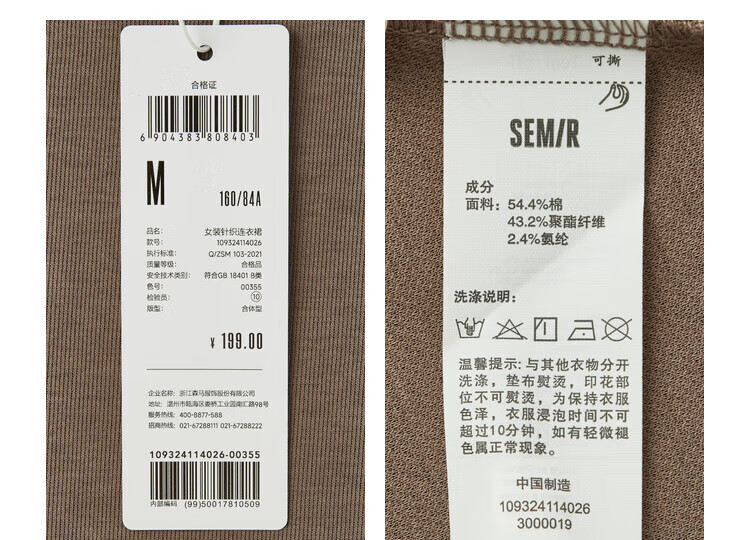 合格证
6 904383 808403
M
160/84A
品名： 女装针织连衣裙
款号： 109324114026
执行标准： Q/ZSM 103-2021
质量等级： 合格品
安全技术类别： 符合GB 18401 B类
色号： 00355
检验员： ⑩
版型： 合体型
¥ 199.00
企业名称：浙江森马服饰股份有限公司
地址：温州市瓯海区娄桥工业园南汇路98号
服务热线：400-8877-588
招商热线：021-67288111 021-67288222
109324114026-00355
内部编码 (99)50017810509
可撕
SEM/R
成分
面料：54.4%棉
43.2%聚酯纤维
2.4%氨纶
洗涤说明：
温馨提示：与其他衣物分开
洗涤，垫布熨烫，印花部
位不可熨烫，为保持衣服
色泽，衣服浸泡时间不可
超过10分钟，如有轻微褪
色属正常现象。
中国制造
109324114026
3000019